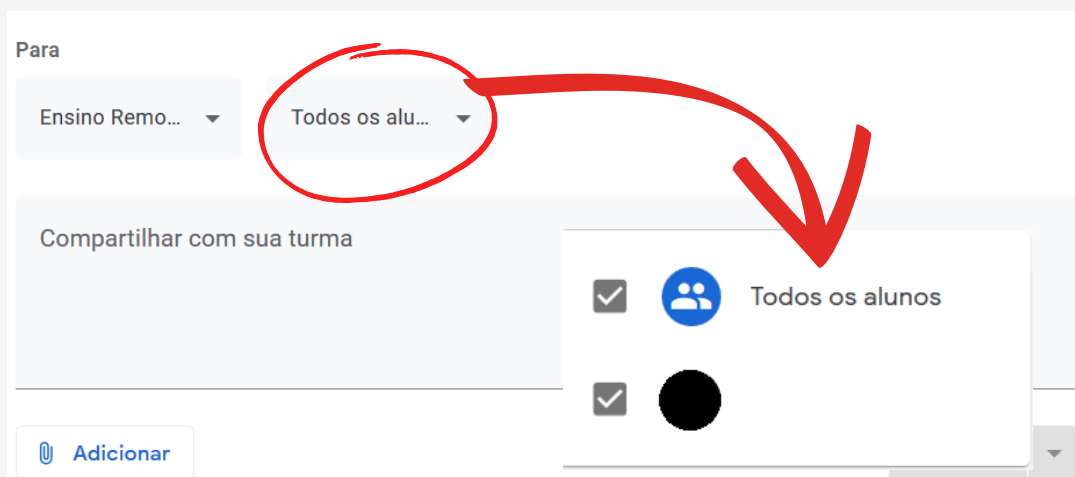 Para
Ensino Remo...
Todos os alu...
Compartilhar com sua turma
Todos os alunos
Adicionar